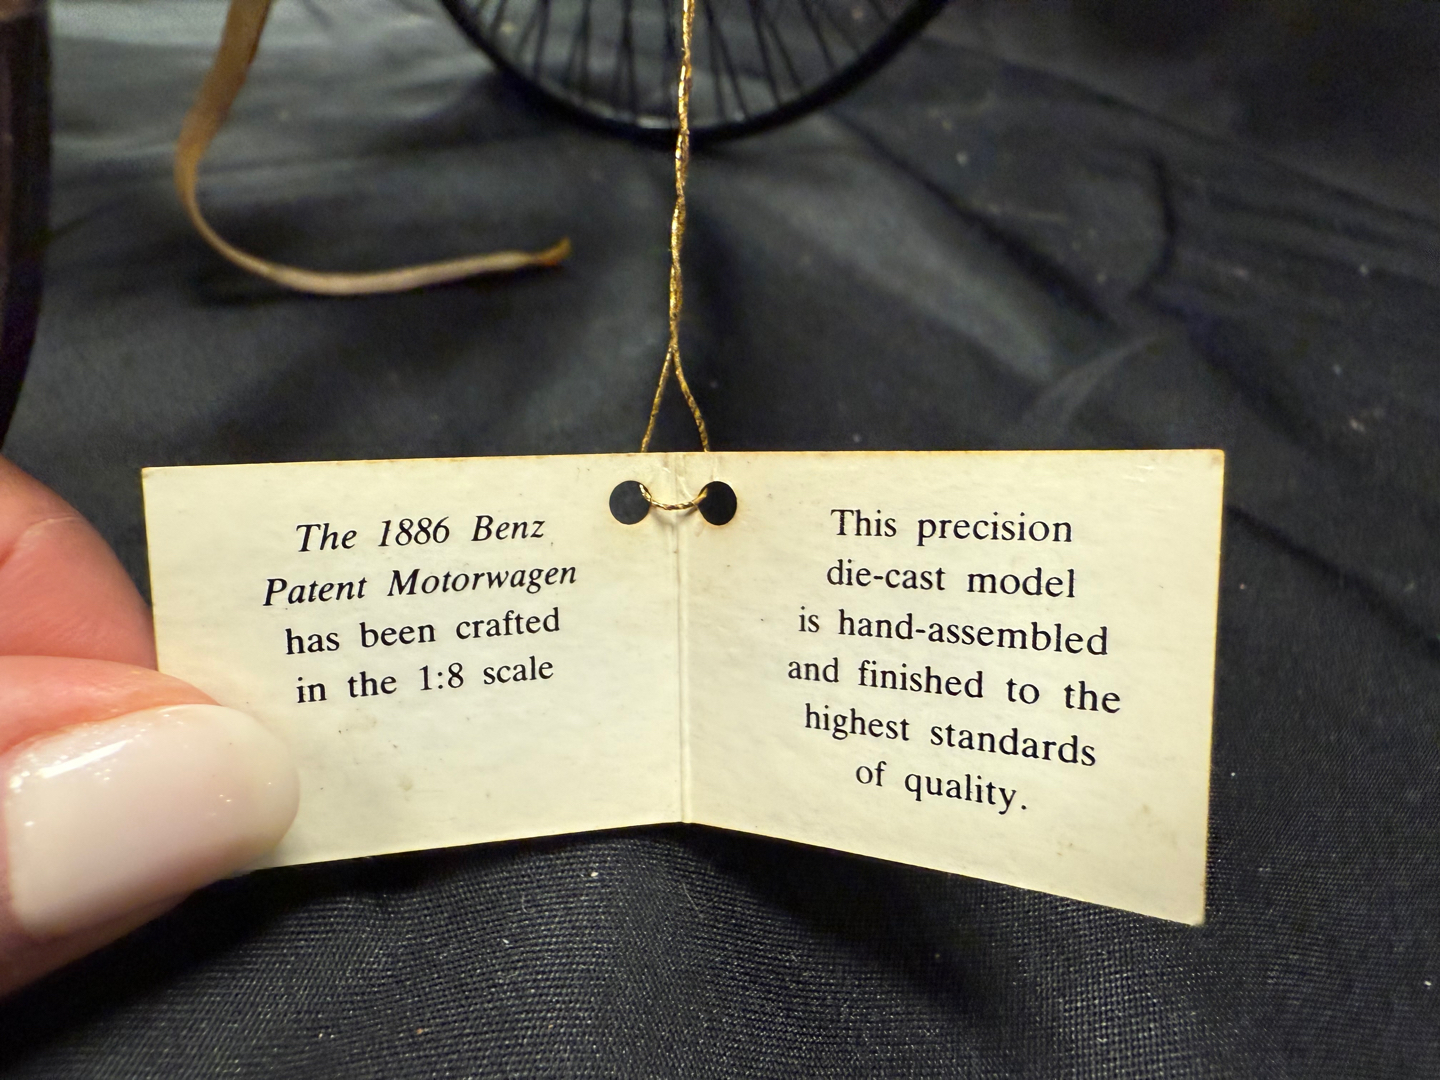 The 1886 Benz
Patent Motorwagen
has been crafted
in the 1:8 scale
This precision
die-cast model
is hand-assembled
and finished to the
highest standards
of quality.